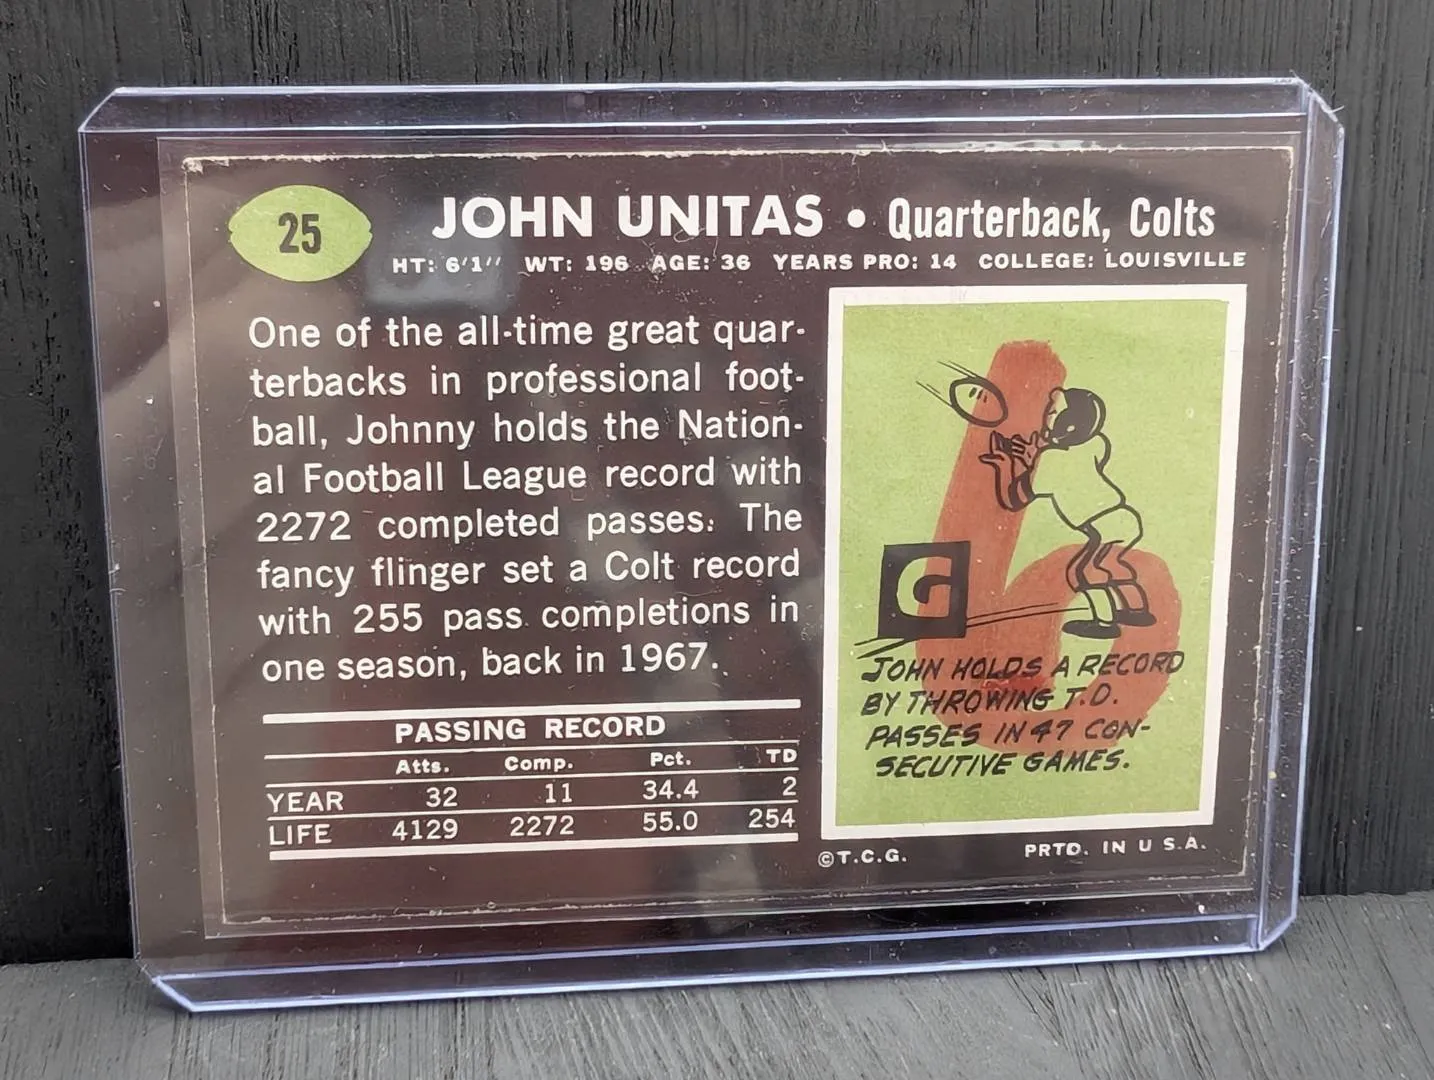 25
JOHN UNITAS • Quarterback, Colts
HT: 6'1" WT: 196 AGE: 36 YEARS PRO: 14 COLLEGE: LOUISVILLE
One of the all-time great quar-
terbacks in professional foot-
ball, Johnny holds the Nation-
al Football League record with
2272 completed passes. The
fancy flinger set a Colt record
with 255 pass completions in
one season, back in 1967.
PASSING RECORD
Atts. Comp. Pct. TD
YEAR 32 11 34.4 2
LIFE 4129 2272 55.0 254
G
JOHN HOLDS A RECORD
BY THROWING T.D.
PASSES IN 47 CON-
SECUTIVE GAMES.
©T.C.G. PRTD. IN U S.A.